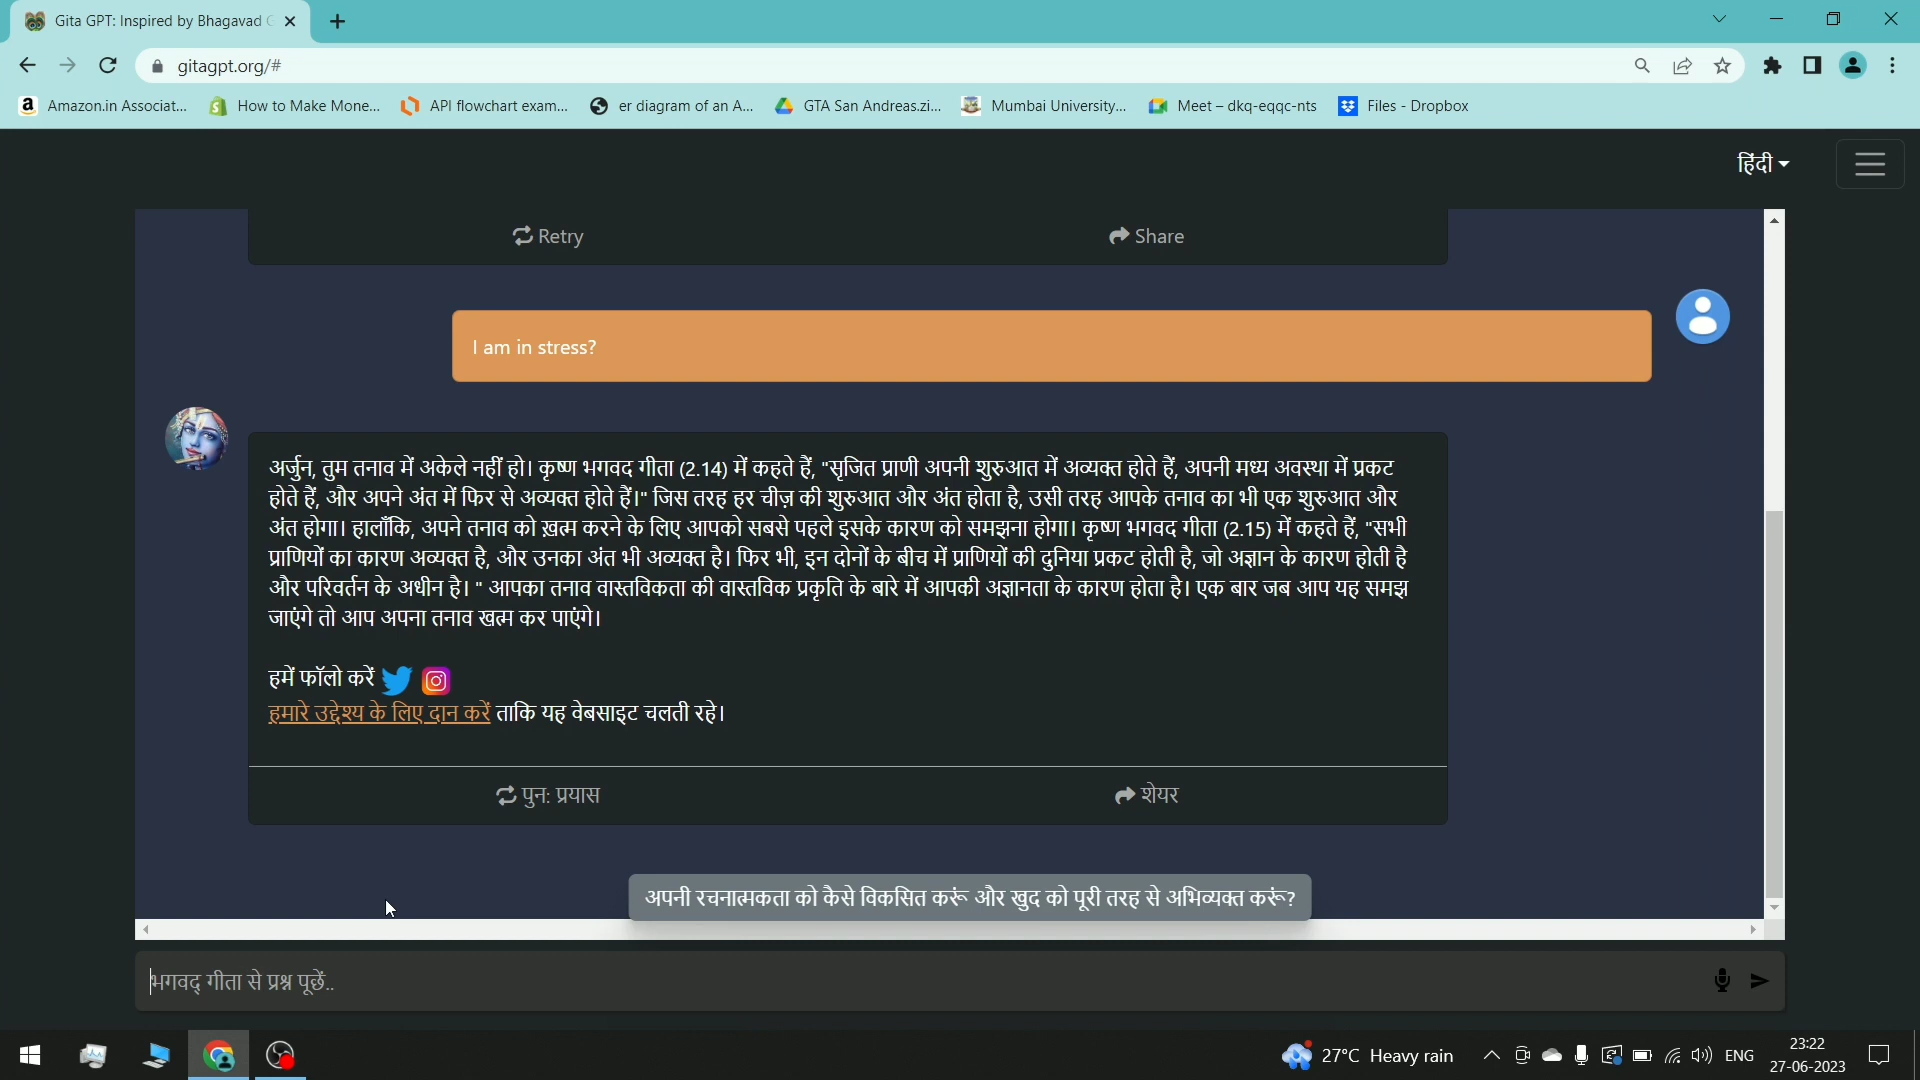 Gita GPT: Inspired by Bhagavad G
gitagpt.org/#
Amazon.in Associat...
How to Make Mone...
API flowchart exam...
er diagram of an A...
GTA San Andreas.zi...
Mumbai University...
Meet – dkq-eqqc-nts
Files - Dropbox
हिंदी
Retry
Share
I am in stress?
अर्जुन, तुम तनाव में अकेले नहीं हो। कृष्ण भगवद गीता (2.14) में कहते हैं, "सृजित प्राणी अपनी शुरुआत में अव्यक्त होते हैं, अपनी मध्य अवस्था में प्रकट
होते हैं, और अपने अंत में फिर से अव्यक्त होते हैं।" जिस तरह हर चीज़ की शुरुआत और अंत होता है, उसी तरह आपके तनाव का भी एक शुरुआत और
अंत होगा। हालाँकि, अपने तनाव को ख़त्म करने के लिए आपको सबसे पहले इसके कारण को समझना होगा। कृष्ण भगवद गीता (2.15) में कहते हैं, "सभी
प्राणियों का कारण अव्यक्त है, और उनका अंत भी अव्यक्त है। फिर भी, इन दोनों के बीच में प्राणियों की दुनिया प्रकट होती है, जो अज्ञान के कारण होती है
और परिवर्तन के अधीन है। " आपका तनाव वास्तविकता की वास्तविक प्रकृति के बारे में आपकी अज्ञानता के कारण होता है। एक बार जब आप यह समझ
जाएंगे तो आप अपना तनाव खत्म कर पाएंगे।
हमें फॉलो करें
हमारे उद्देश्य के लिए दान करें ताकि यह वेबसाइट चलती रहे।
पुन: प्रयास
शेयर
अपनी रचनात्मकता को कैसे विकसित करूं और खुद को पूरी तरह से अभिव्यक्त करूं?
भगवद् गीता से प्रश्न पूछें..
27°C Heavy rain
ENG
23:22
27-06-2023